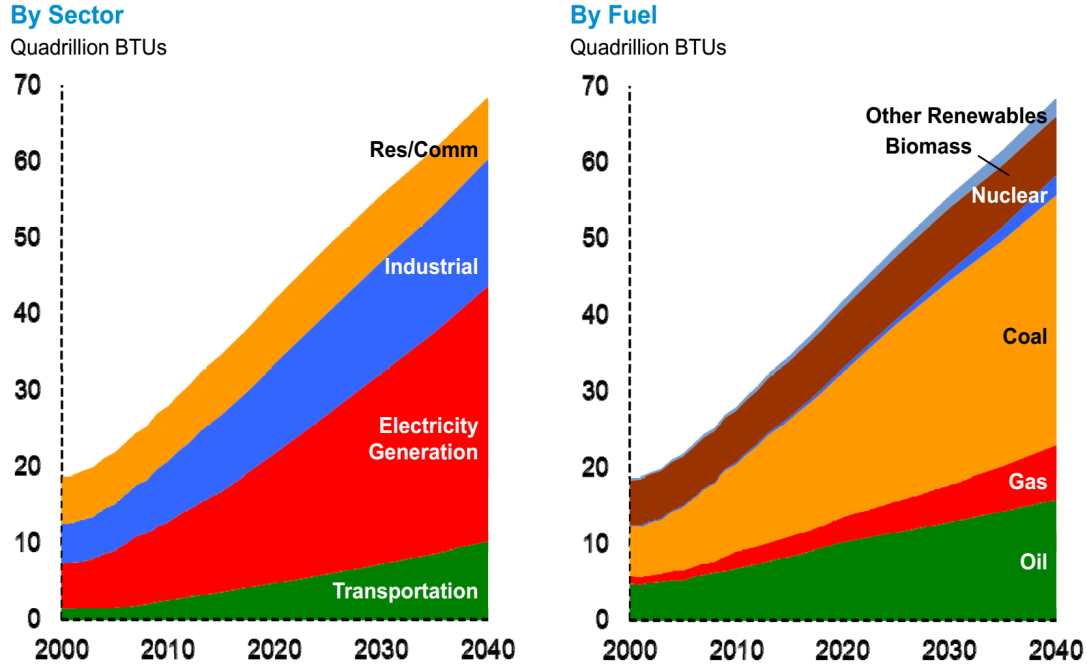 By Sector
Quadrillion BTUs
70
60
50
40
30
20
10
0
2000 2010 2020 2030 2040
Res/Comm
Industrial
Electricity
Generation
Transportation
By Fuel
Quadrillion BTUs
70
60
50
40
30
20
10
0
2000 2010 2020 2030 2040
Other Renewables
Biomass
Nuclear
Coal
Gas
Oil